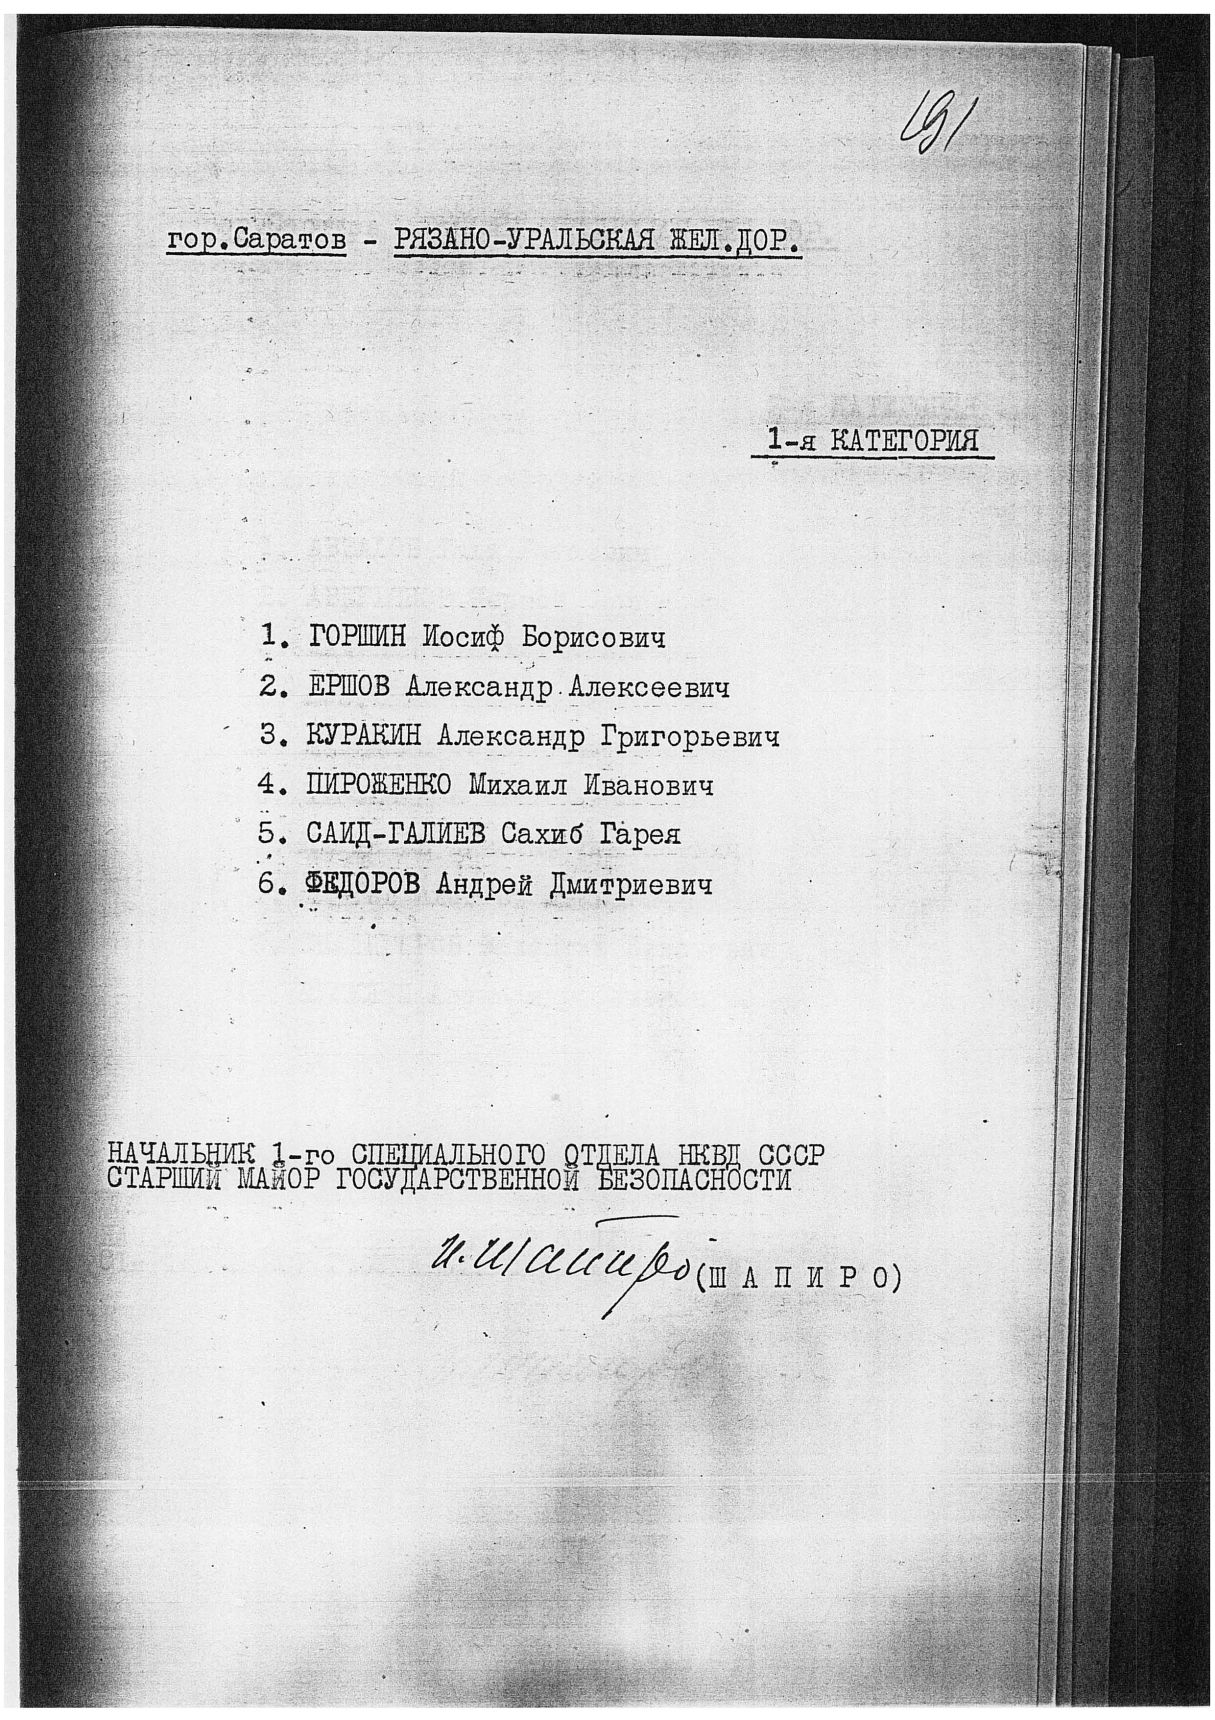 191
гор.Саратов - РЯЗАНО-УРАЛЬСКАЯ ЖЕЛ.ДОР.
1-я КАТЕГОРИЯ
1. ГОРШИН Иосиф Борисович
2. ЕРШОВ Александр Алексеевич
3. КУРАКИН Александр Григорьевич
4. ПИРОЖЕНКО Михаил Иванович
5. САИД-ГАЛИЕВ Сахиб Гарея
6. ФЕДОРОВ Андрей Дмитриевич
НАЧАЛЬНИК 1-го СПЕЦИАЛЬНОГО ОТДЕЛА НКВД СССР
СТАРШИЙ МАЙОР ГОСУДАРСТВЕННОЙ БЕЗОПАСНОСТИ
И. Шапиро (Ш А П И Р О)